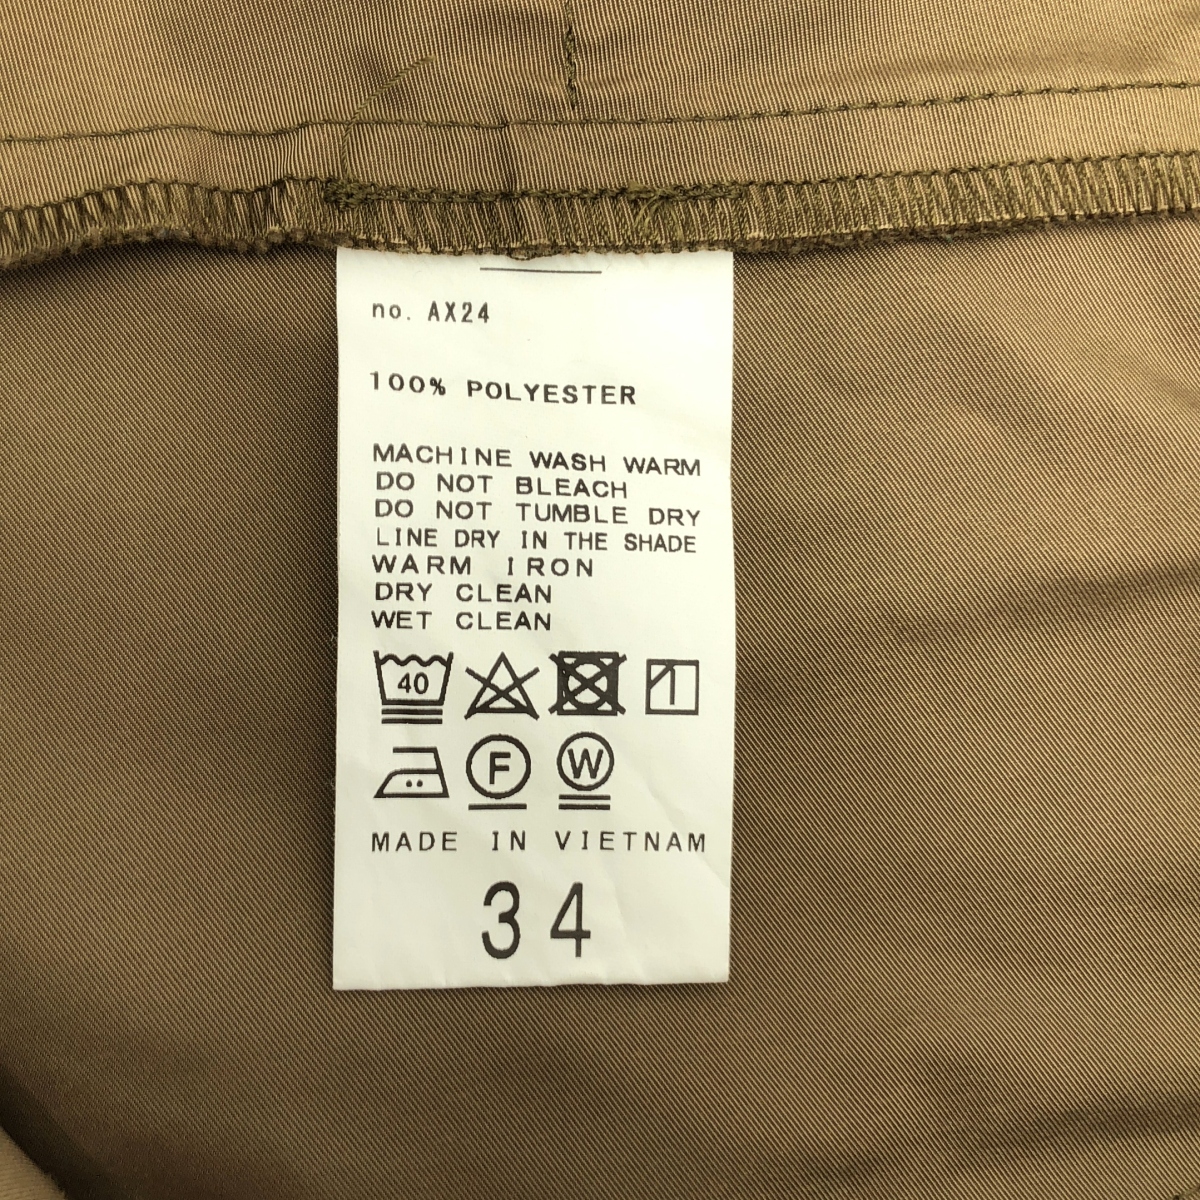 no. AX24
100% POLYESTER
MACHINE WASH WARM
DO NOT BLEACH
DO NOT TUMBLE DRY
LINE DRY IN THE SHADE
WARM IRON
DRY CLEAN
WET CLEAN
40
F W
MADE IN VIETNAM
34